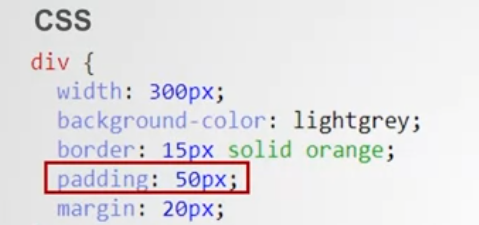 CSS
div {
width: 300px;
background-color: lightgrey;
border: 15px solid orange;
padding: 50px;
margin: 20px;